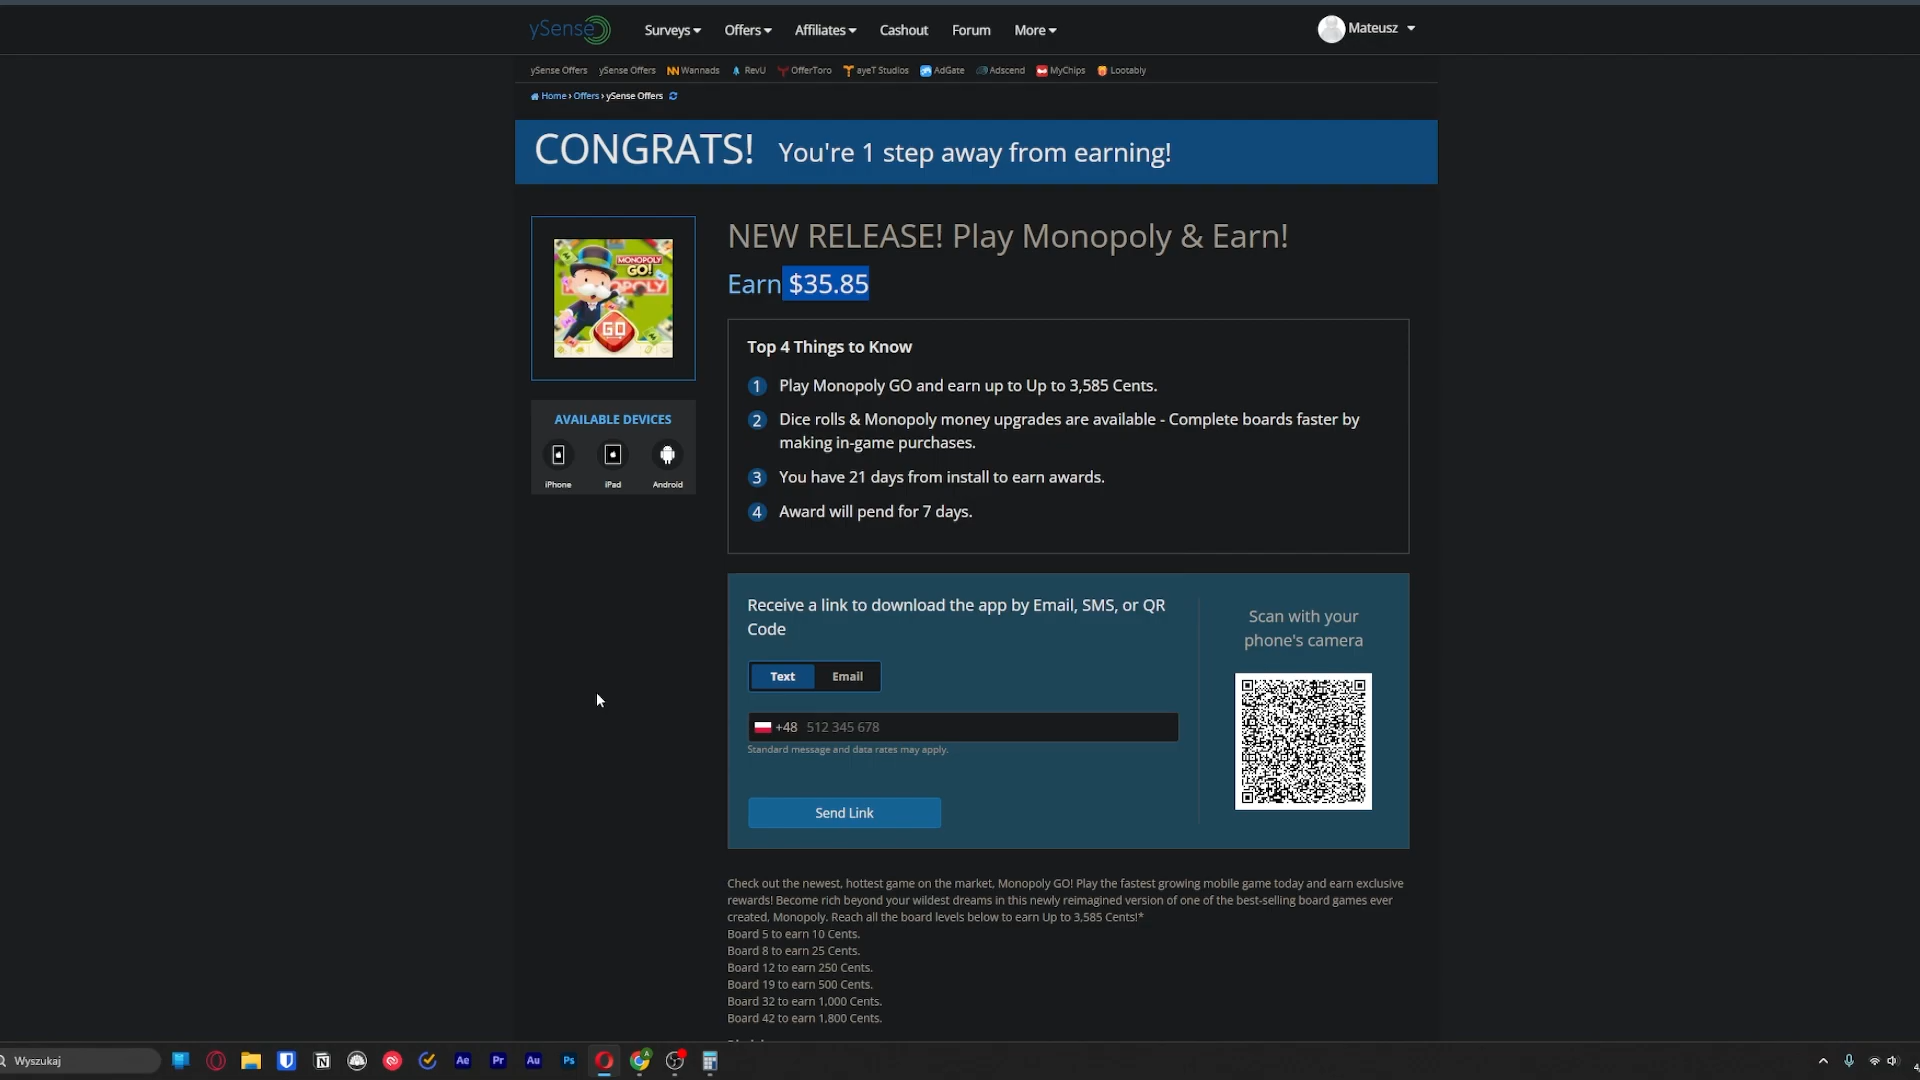 ySense
Surveys Offers Affiliates Cashout Forum More Mateusz
ySense Offers ySense Offers Wannads RevU OfferToro ayeT Studios AdGate Adscend MyChips Lootably
Home › Offers › ySense Offers
CONGRATS! You're 1 step away from earning!
MONOPOLY
GO!
GO
NEW RELEASE! Play Monopoly & Earn!
Earn $35.85
Top 4 Things to Know
1 Play Monopoly GO and earn up to Up to 3,585 Cents.
2 Dice rolls & Monopoly money upgrades are available - Complete boards faster by
making in-game purchases.
3 You have 21 days from install to earn awards.
4 Award will pend for 7 days.
AVAILABLE DEVICES
iPhone iPad Android
Receive a link to download the app by Email, SMS, or QR
Code
Text Email
+48 512 345 678
Standard message and data rates may apply.
Send Link
Scan with your
phone's camera
Check out the newest, hottest game on the market, Monopoly GO! Play the fastest growing mobile game today and earn exclusive
rewards! Become rich beyond your wildest dreams in this newly reimagined version of one of the best-selling board games ever
created, Monopoly. Reach all the board levels below to earn Up to 3,585 Cents!*
Board 5 to earn 10 Cents.
Board 8 to earn 25 Cents.
Board 12 to earn 250 Cents.
Board 19 to earn 500 Cents.
Board 32 to earn 1,000 Cents.
Board 42 to earn 1,800 Cents.
Wyszukaj
Ae Pr Au Ps